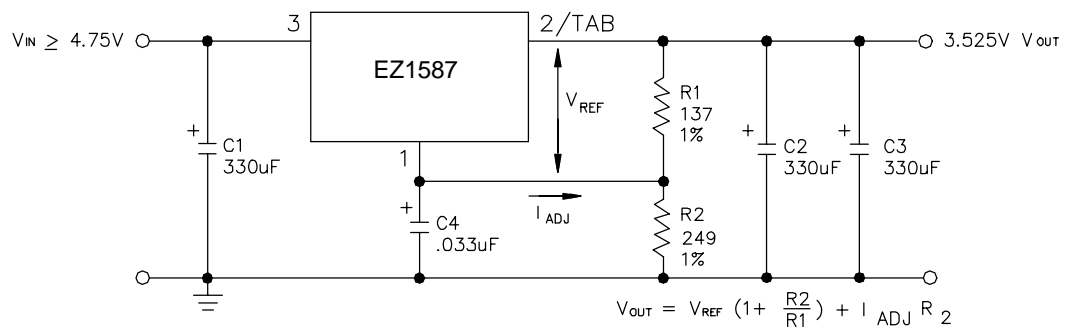 VIN ≥ 4.75V
3
2/TAB
3.525V VOUT
EZ1587
VREF
R1
137
1%
+
C1
330uF
1
+
C2
330uF
+
C3
330uF
IADJ
+
C4
.033uF
R2
249
1%
VOUT = VREF (1+ R2/R1) + I ADJ R2